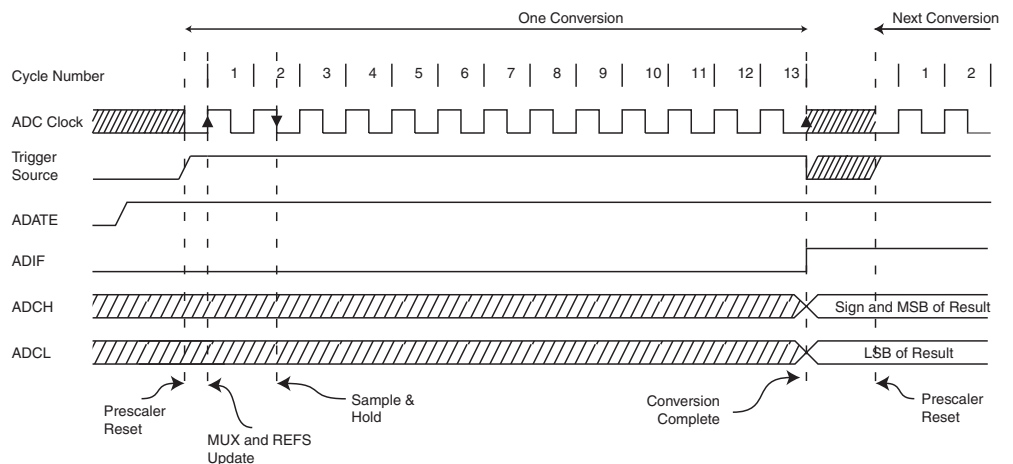 One Conversion
Next Conversion
Cycle Number
1 2 3 4 5 6 7 8 9 10 11 12 13 1 2
ADC Clock
Trigger
Source
ADATE
ADIF
ADCH
Sign and MSB of Result
ADCL
LSB of Result
Prescaler
Reset
MUX and REFS
Update
Sample &
Hold
Conversion
Complete
Prescaler
Reset